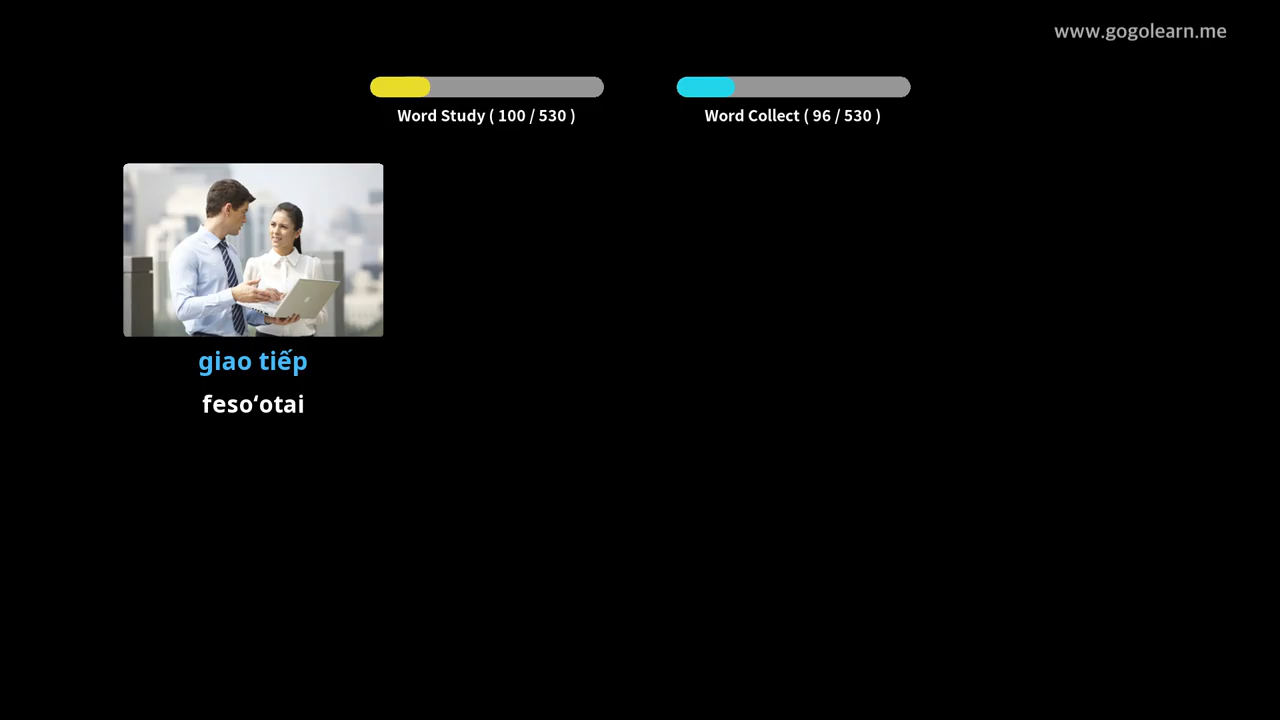 www.gogolearn.me
Word Study ( 100 / 530 )
Word Collect ( 96 / 530 )
giao tiếp
fesoʻotai